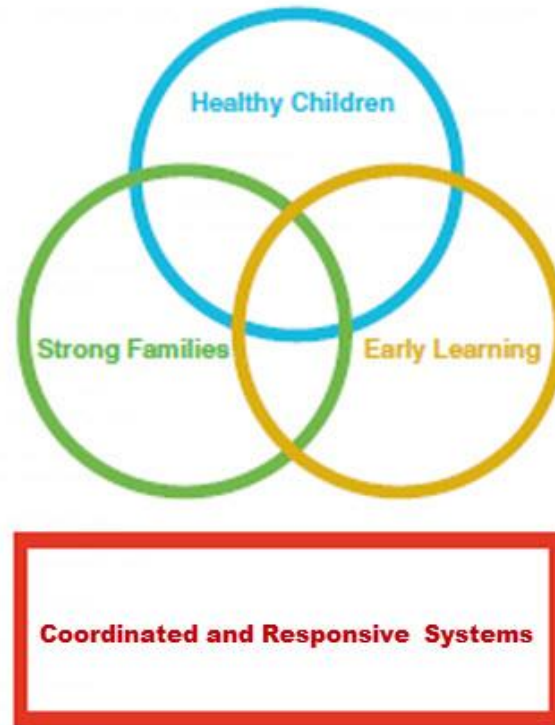 Healthy Children
Strong Families
Early Learning
Coordinated and Responsive Systems